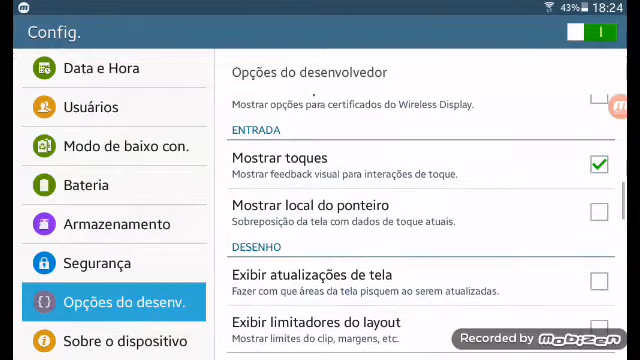 43% 18:24
Config.
Data e Hora
Usuários
Modo de baixo con.
Bateria
Armazenamento
Segurança
Opções do desenv.
Sobre o dispositivo
Opções do desenvolvedor
Mostrar opções para certificados do Wireless Display.
ENTRADA
Mostrar toques
Mostrar feedback visual para interações de toque.
Mostrar local do ponteiro
Sobreposição da tela com dados de toque atuais.
DESENHO
Exibir atualizações de tela
Fazer com que áreas da tela pisquem ao serem atualizadas.
Exibir limitadores do layout
Mostrar limites do clip, margens, etc.
Recorded by Mobizen